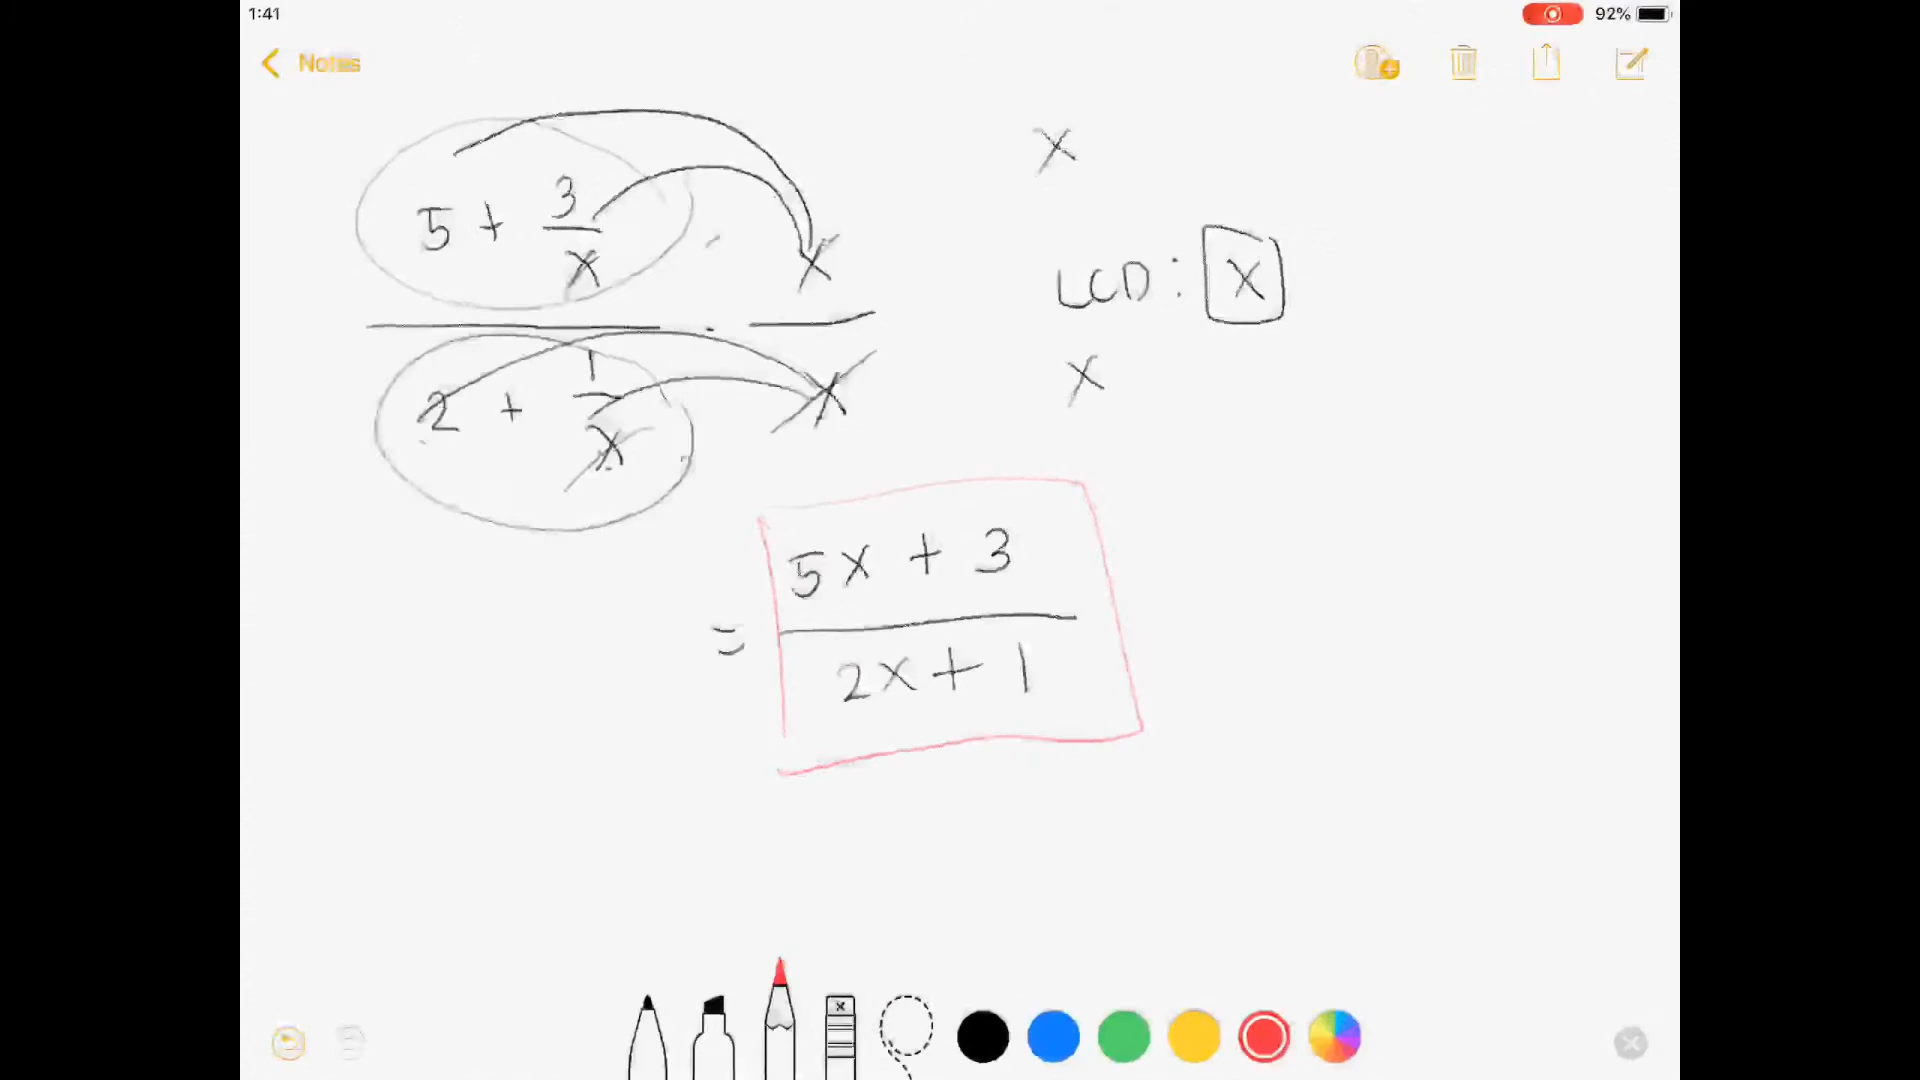 1:41
92%
Notes
x
5 + 3/x · x
LCD: x
2 + 1/x x
x
5x + 3
=
2x + 1